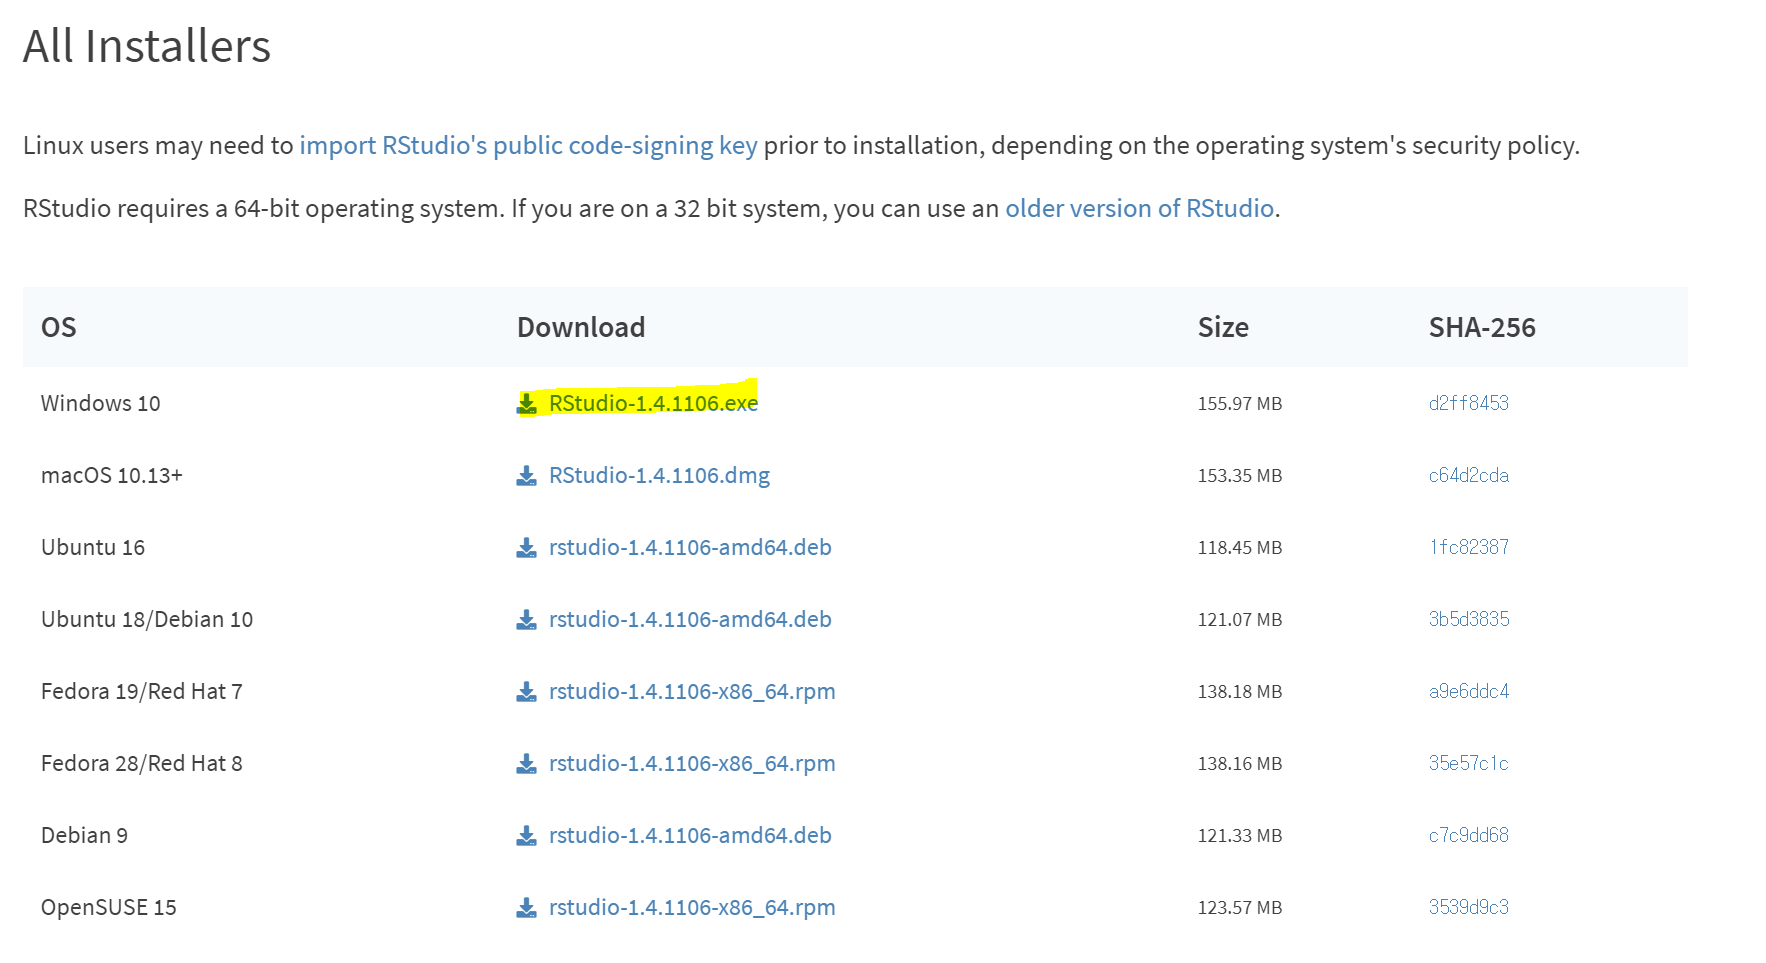 All Installers
Linux users may need to import RStudio's public code-signing key prior to installation, depending on the operating system's security policy.
RStudio requires a 64-bit operating system. If you are on a 32 bit system, you can use an older version of RStudio.
OS Download Size SHA-256
Windows 10 RStudio-1.4.1106.exe 155.97 MB d2ff8453
macOS 10.13+ RStudio-1.4.1106.dmg 153.35 MB c64d2cda
Ubuntu 16 rstudio-1.4.1106-amd64.deb 118.45 MB 1fc82387
Ubuntu 18/Debian 10 rstudio-1.4.1106-amd64.deb 121.07 MB 3b5d3835
Fedora 19/Red Hat 7 rstudio-1.4.1106-x86_64.rpm 138.18 MB a9e6ddc4
Fedora 28/Red Hat 8 rstudio-1.4.1106-x86_64.rpm 138.16 MB 35e57c1c
Debian 9 rstudio-1.4.1106-amd64.deb 121.33 MB c7c9dd68
OpenSUSE 15 rstudio-1.4.1106-x86_64.rpm 123.57 MB 3539d9c3